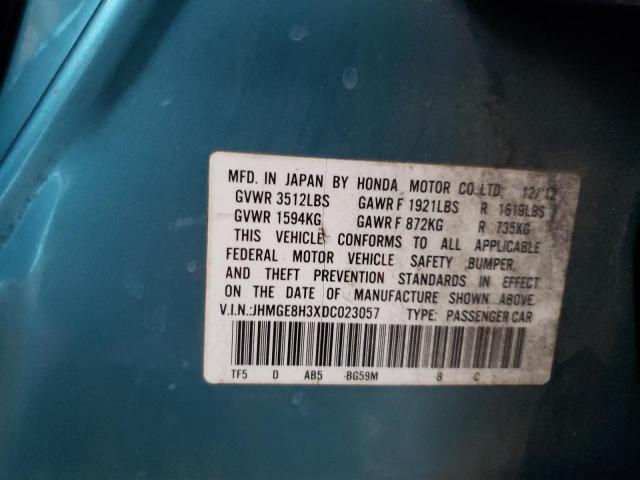 MFD. IN JAPAN BY HONDA MOTOR CO.,LTD. 12/12
GVWR 3512LBS GAWR F 1921LBS R 1619LBS
GVWR 1594KG GAWR F 872KG R 735KG
THIS VEHICLE CONFORMS TO ALL APPLICABLE
FEDERAL MOTOR VEHICLE SAFETY ,BUMPER,
AND THEFT PREVENTION STANDARDS IN EFFECT
ON THE DATE OF MANUFACTURE SHOWN ABOVE.
V.I.N.:JHMGE8H3XDC023057 TYPE: PASSENGER CAR
TF5 D AB5 BG59M B C